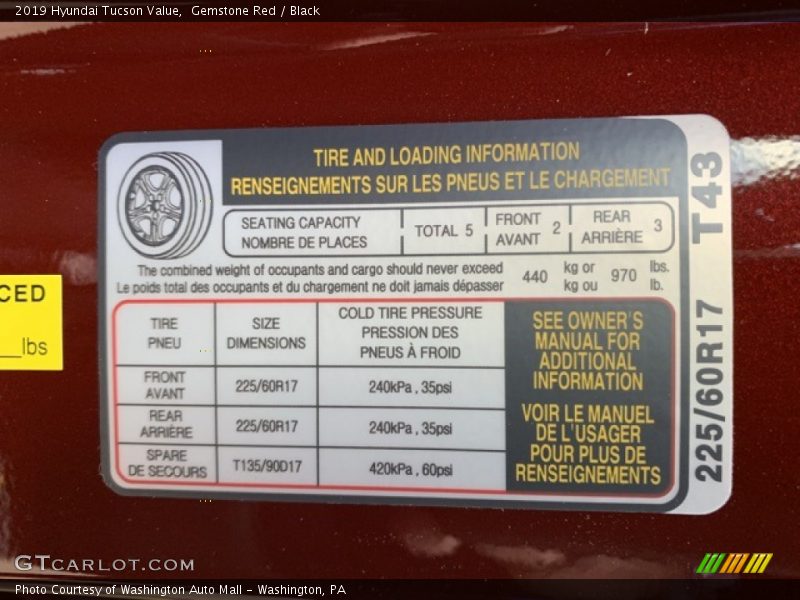 2019 Hyundai Tucson Value,  Gemstone Red / Black
TIRE AND LOADING INFORMATION
RENSEIGNEMENTS SUR LES PNEUS ET LE CHARGEMENT
SEATING CAPACITY
NOMBRE DE PLACES
TOTAL 5
FRONT
AVANT
2
REAR
ARRIÈRE
3
The combined weight of occupants and cargo should never exceed
Le poids total des occupants et du chargement ne doit jamais dépasser
440
kg or
kg ou
970
lbs.
lb.
TIRE
PNEU
SIZE
DIMENSIONS
COLD TIRE PRESSURE
PRESSION DES
PNEUS À FROID
FRONT
AVANT
225/60R17
240kPa , 35psi
REAR
ARRIÈRE
225/60R17
240kPa , 35psi
SPARE
DE SECOURS
T135/90D17
420kPa , 60psi
SEE OWNER'S
MANUAL FOR
ADDITIONAL
INFORMATION
VOIR LE MANUEL
DE L'USAGER
POUR PLUS DE
RENSEIGNEMENTS
225/60R17 T43
CED
__lbs
GTCARLOT.COM
Photo Courtesy of Washington Auto Mall - Washington, PA